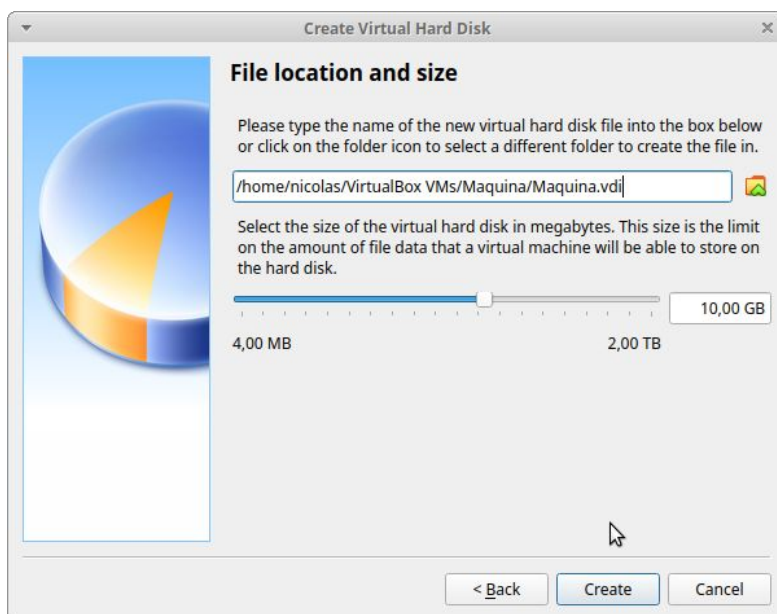 Create Virtual Hard Disk
File location and size
Please type the name of the new virtual hard disk file into the box below
or click on the folder icon to select a different folder to create the file in.
/home/nicolas/VirtualBox VMs/Maquina/Maquina.vdi
Select the size of the virtual hard disk in megabytes. This size is the limit
on the amount of file data that a virtual machine will be able to store on
the hard disk.
10,00 GB
4,00 MB 2,00 TB
< Back Create Cancel